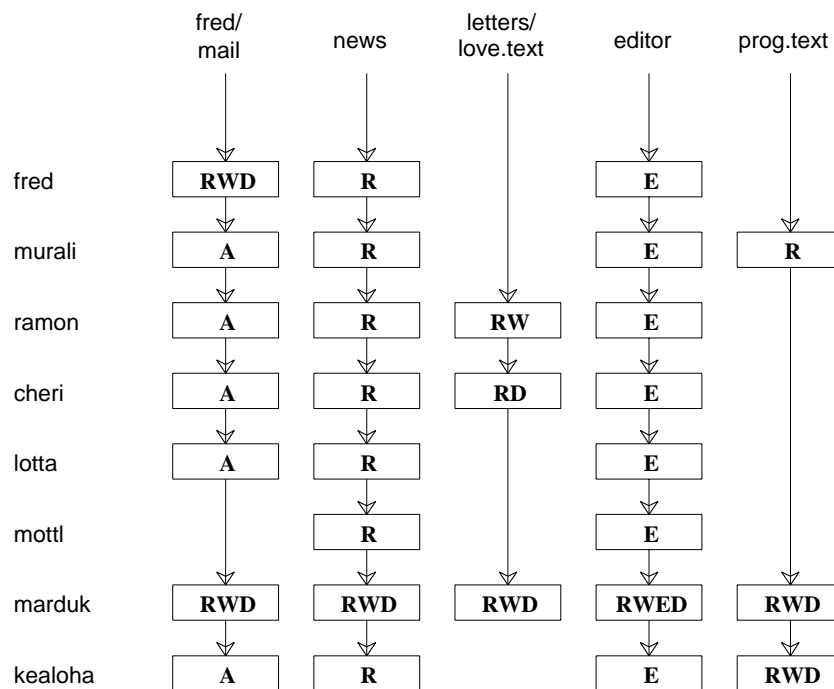 fred/ news letters/ editor prog.text
mail love.text
fred RWD R E
murali A R E R
ramon A R RW E
cheri A R RD E
lotta A R E
mottl R E
marduk RWD RWD RWD RWED RWD
kealoha A R E RWD